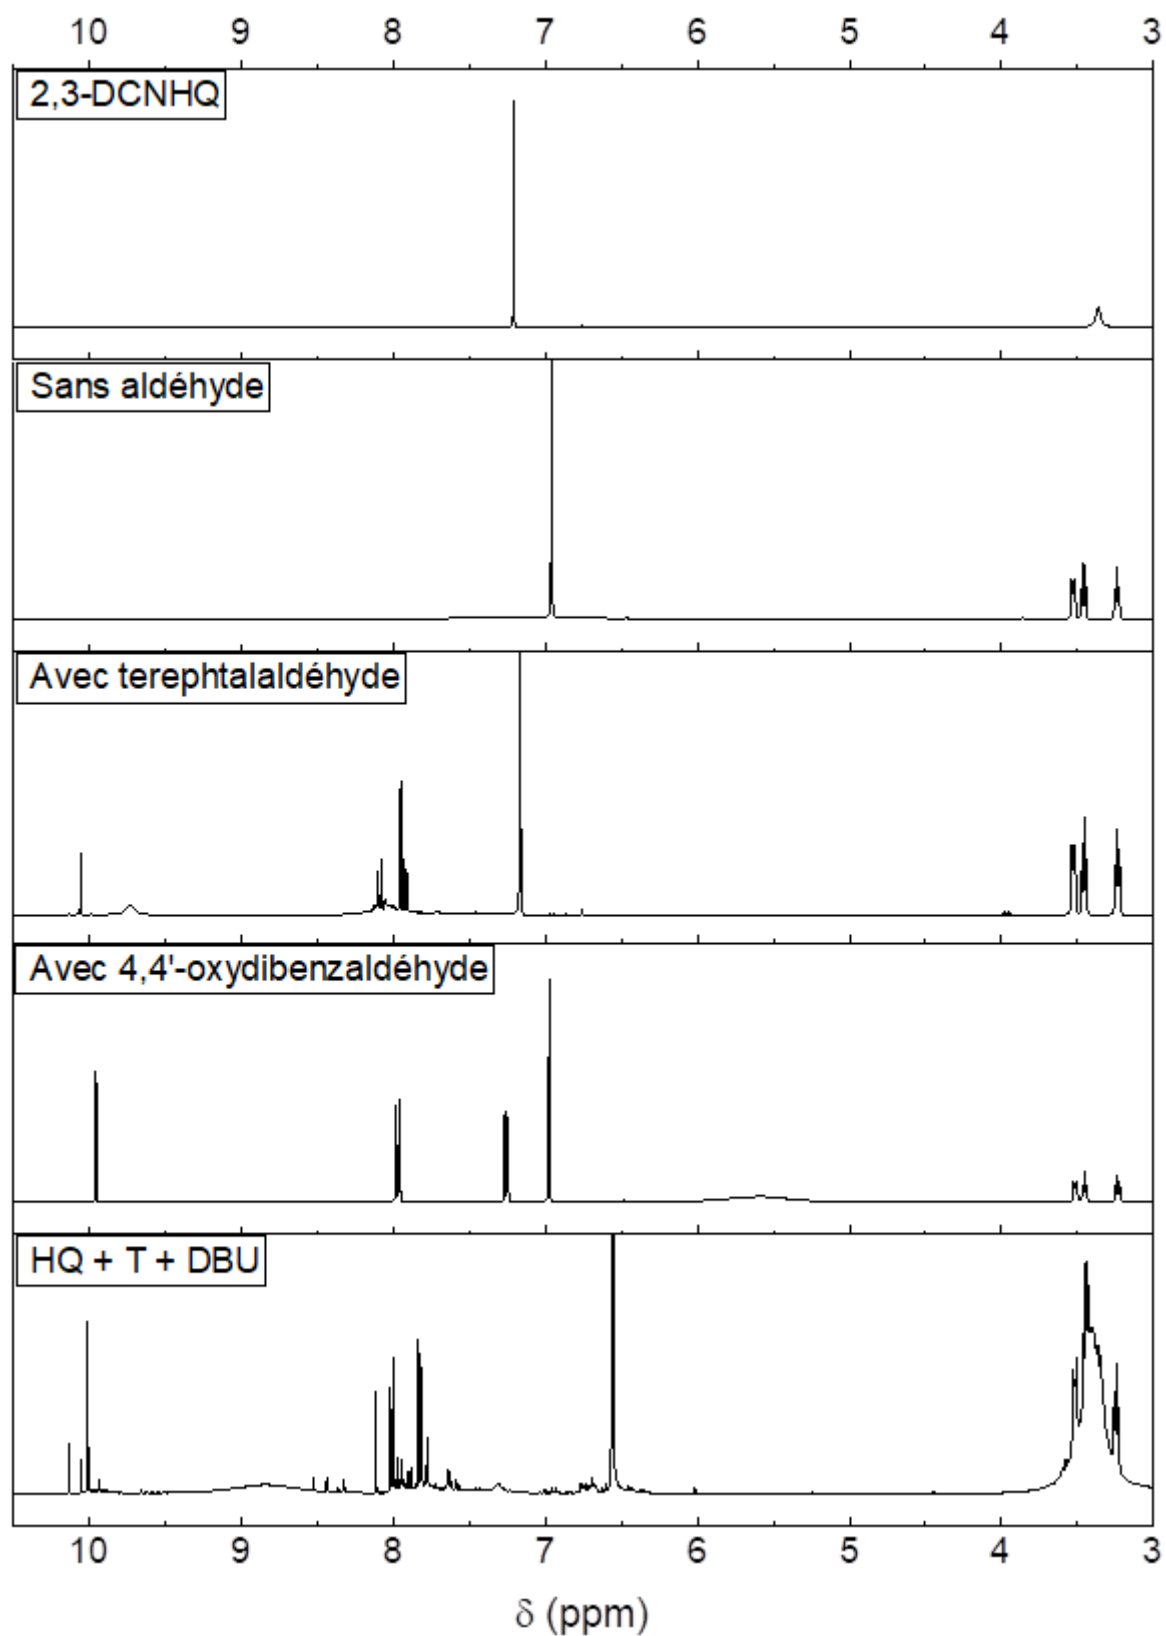 10 9 8 7 6 5 4 3
2,3-DCNHQ
Sans aldéhyde
Avec terephtalaldéhyde
Avec 4,4'-oxydibenzaldéhyde
HQ + T + DBU
10 9 8 7 6 5 4 3
δ (ppm)